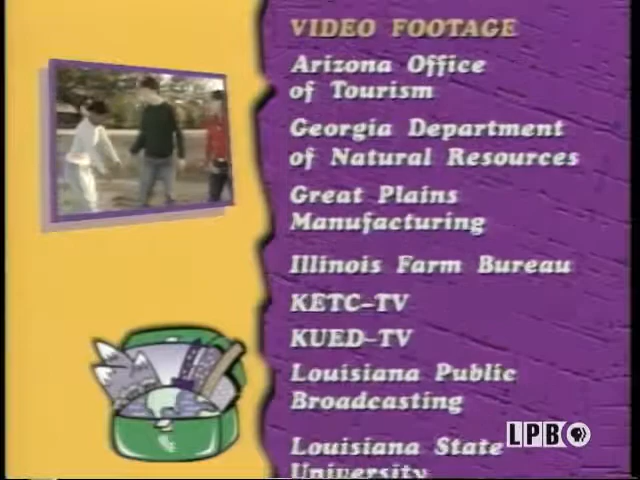 VIDEO FOOTAGE
Arizona Office
of Tourism
Georgia Department
of Natural Resources
Great Plains
Manufacturing
Illinois Farm Bureau
KETC-TV
KUED-TV
Louisiana Public
Broadcasting
Louisiana State
University
LPB